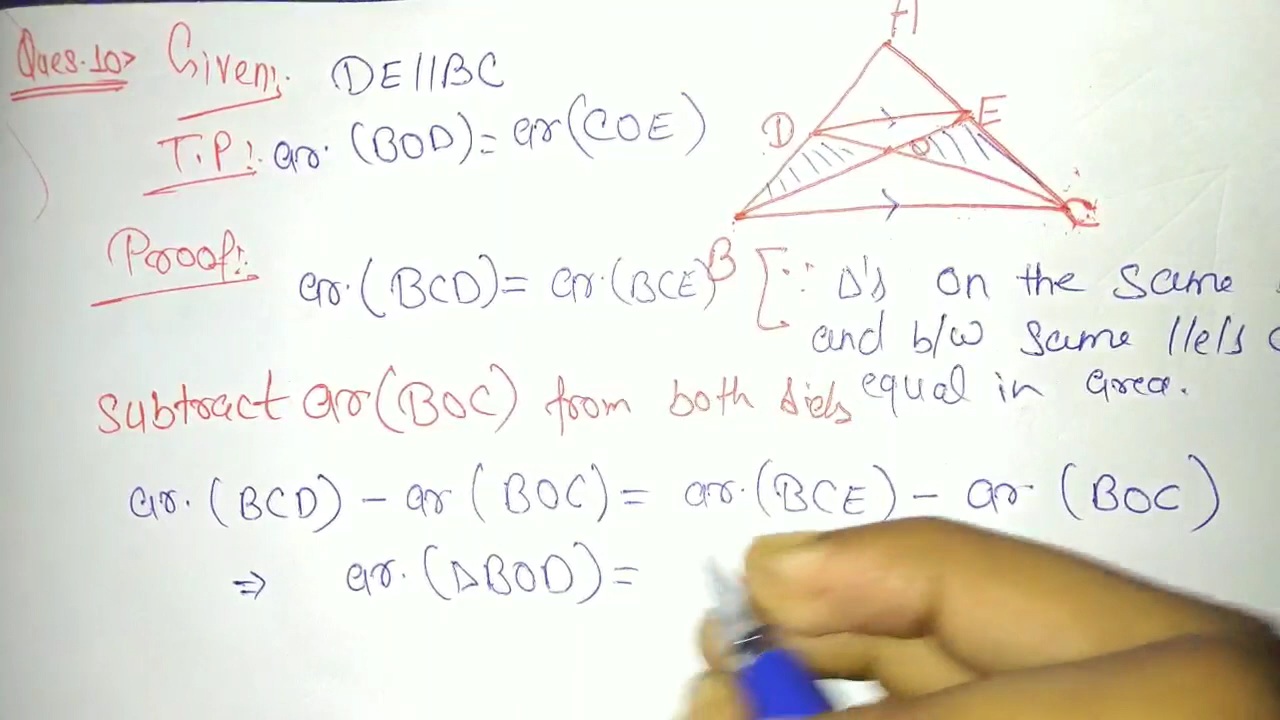 Ques.10> Given:, DE||BC
T.P!. ar. (BOD)= ar(COE)
A
D
E
O
B
C
Proof:. ar.(BCD)= ar.(BCE) [∵ Δ's on the same
and b/w same ||els
equal in area.
Subtract ar(BOC) from both sids
ar.(BCD) - ar (BOC)= ar.(BCE) - ar. (BOC)
⇒ ar.(ΔBOD)=